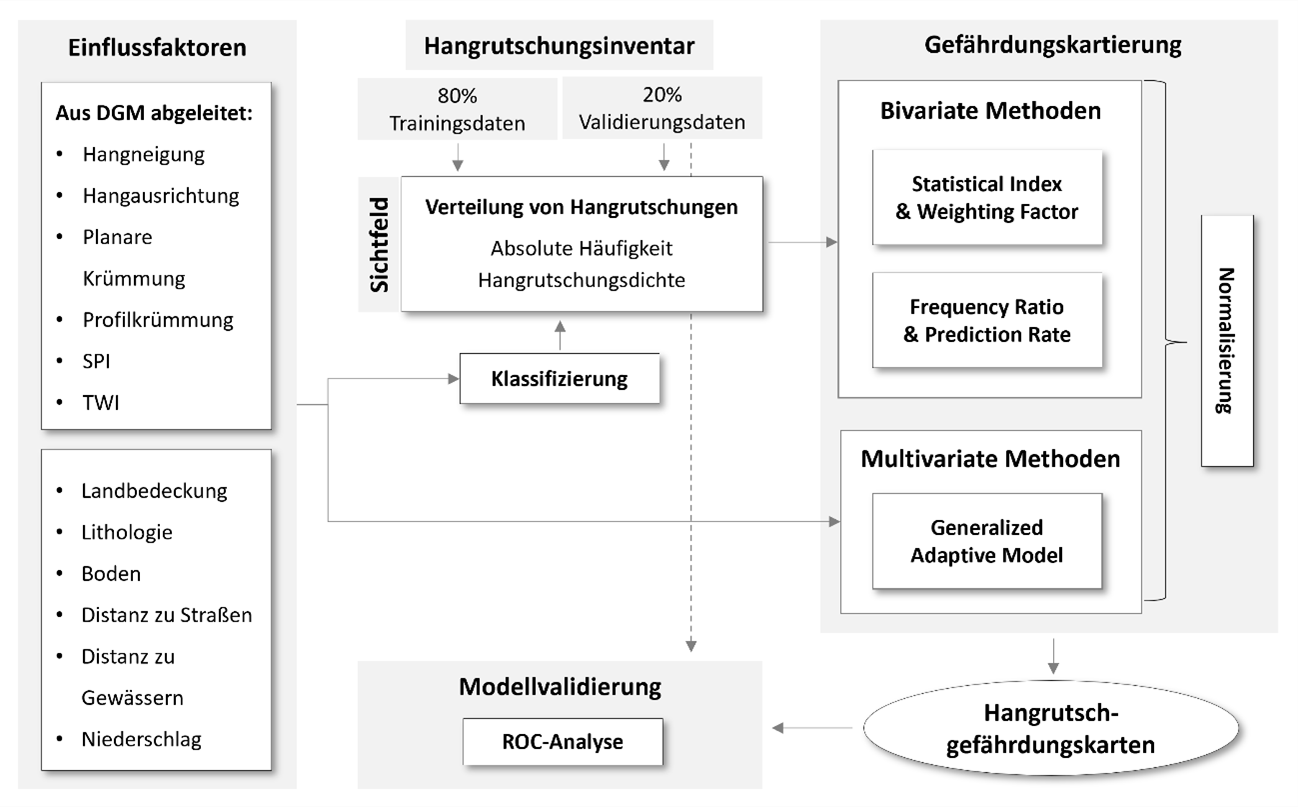 Einflussfaktoren
Aus DGM abgeleitet:
• Hangneigung
• Hangausrichtung
• Planare
Krümmung
• Profilkrümmung
• SPI
• TWI
• Landbedeckung
• Lithologie
• Boden
• Distanz zu Straßen
• Distanz zu
Gewässern
• Niederschlag
Hangrutschungsinventar
80%
Trainingsdaten
20%
Validierungsdaten
Sichtfeld
Verteilung von Hangrutschungen
Absolute Häufigkeit
Hangrutschungsdichte
Klassifizierung
Gefährdungskartierung
Bivariate Methoden
Statistical Index
& Weighting Factor
Frequency Ratio
& Prediction Rate
Multivariate Methoden
Generalized
Adaptive Model
Normalisierung
Hangrutsch-
gefährdungskarten
Modellvalidierung
ROC-Analyse